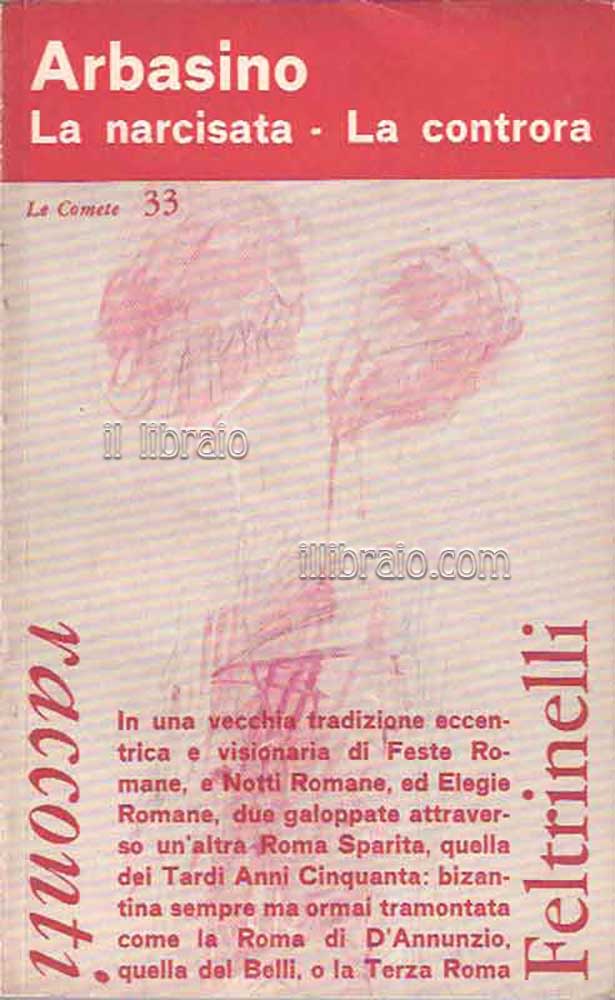 Arbasino
La narcisata - La controra
Le Comete 33
il libraio
illibraio.com
racconti
In una vecchia tradizione eccen-
trica e visionaria di Feste Ro-
mane, e Notti Romane, ed Elegie
Romane, due galoppate attraver-
so un'altra Roma Sparita, quella
dei Tardi Anni Cinquanta: bizan-
tina sempre ma ormai tramontata
come la Roma di D'Annunzio,
quella del Belli, o la Terza Roma
Feltrinelli